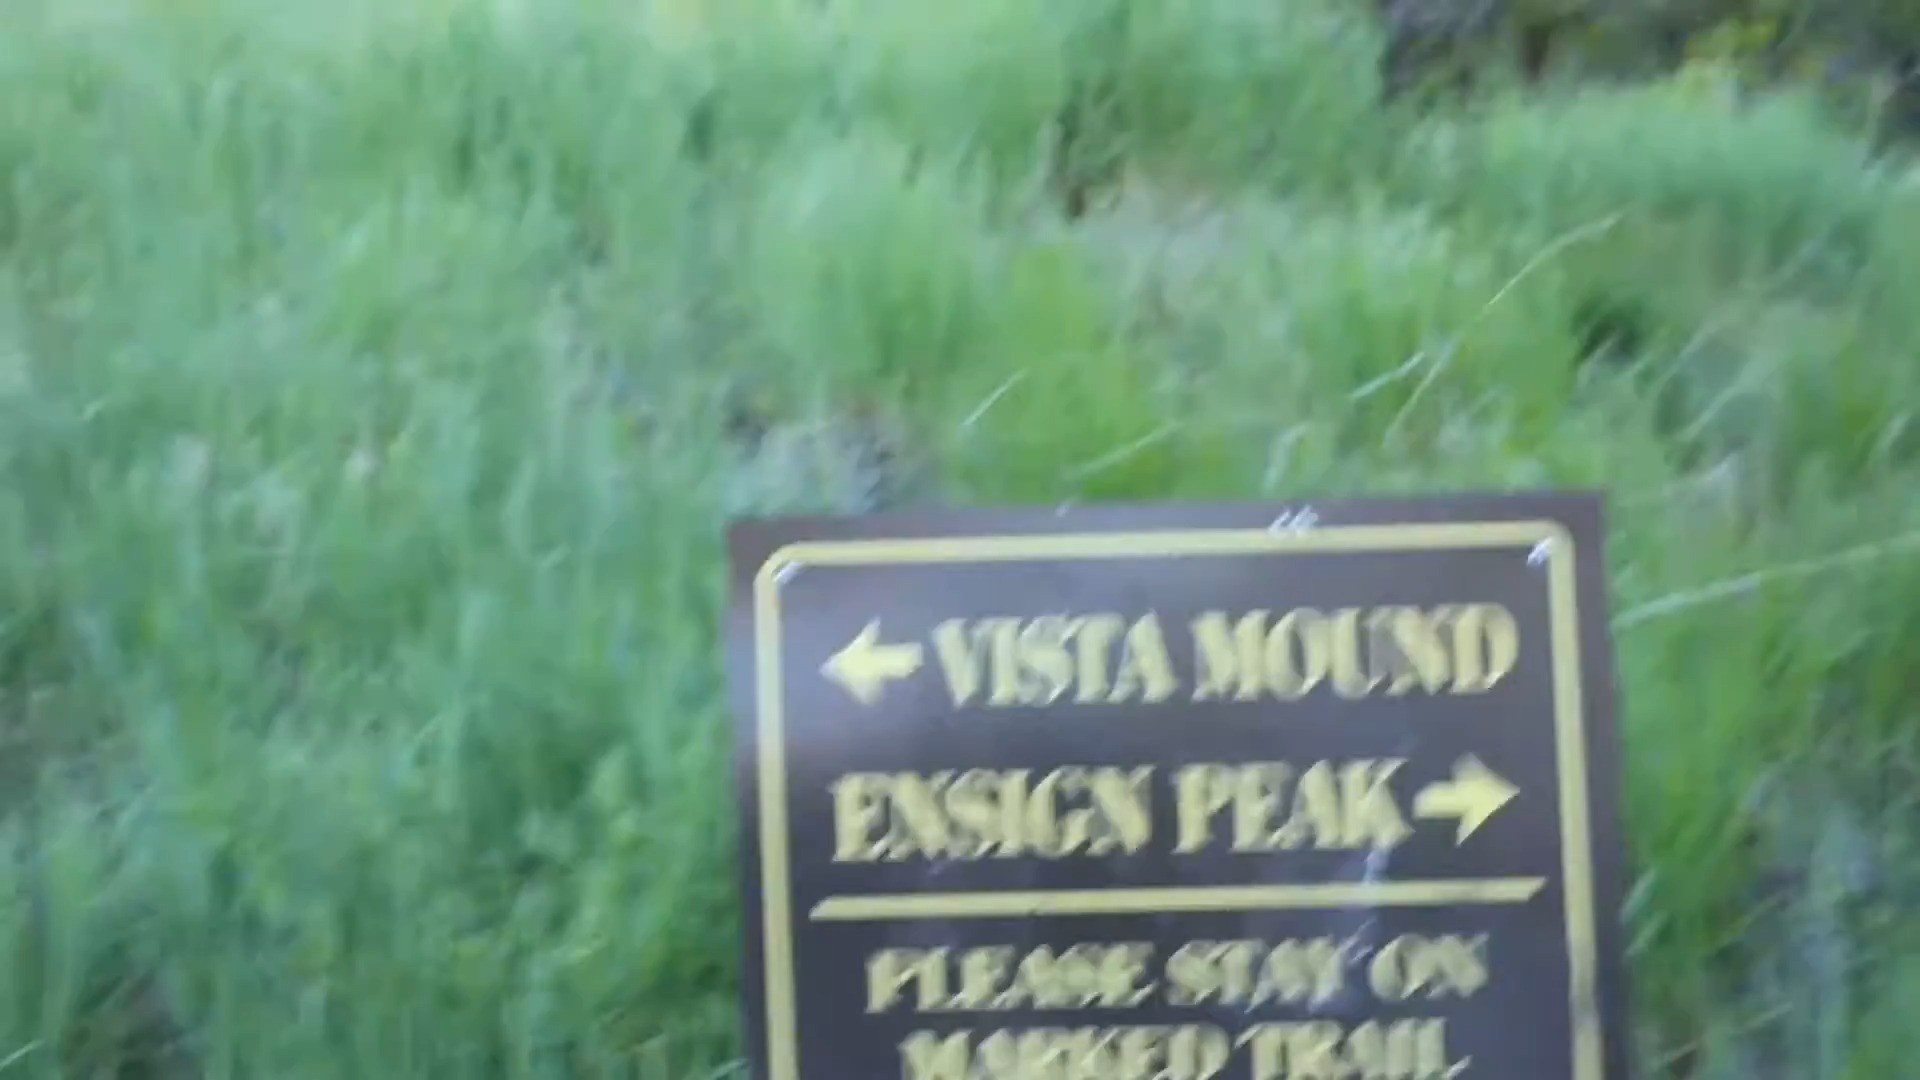 ← VISTA MOUND
ENSIGN PEAK →
PLEASE STAY ON
MARKED TRAIL